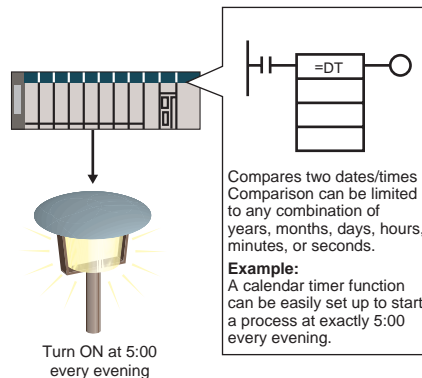 =DT
Compares two dates/times
Comparison can be limited
to any combination of
years, months, days, hours,
minutes, or seconds.
Example:
A calendar timer function
can be easily set up to start
a process at exactly 5:00
every evening.
Turn ON at 5:00
every evening